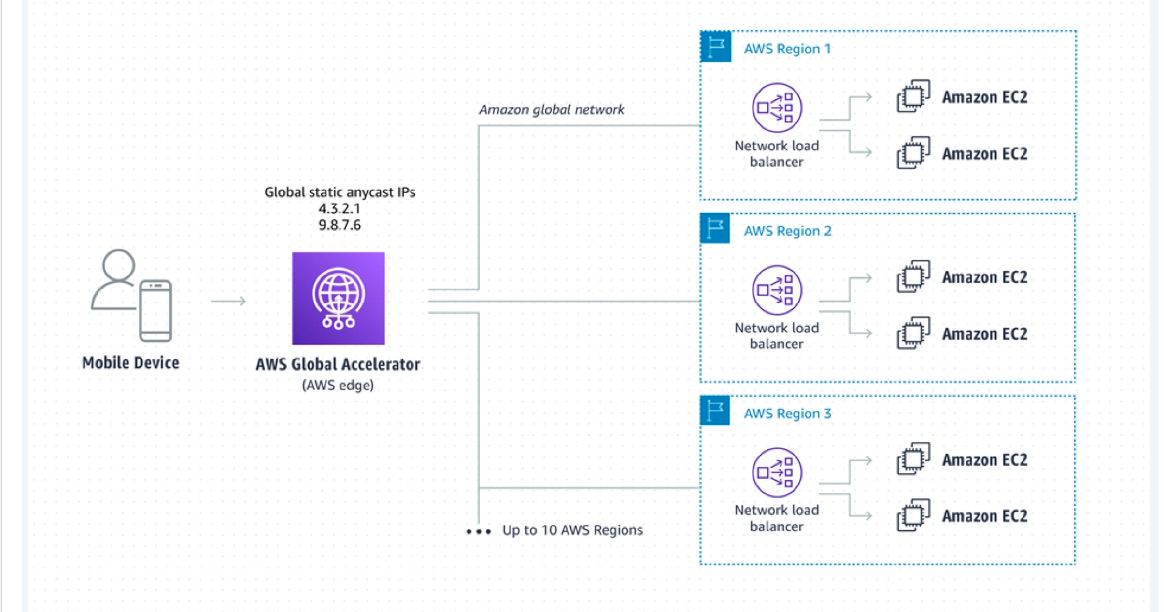 Amazon global network
Global static anycast IPs
4.3.2.1
9.8.7.6
Mobile Device
AWS Global Accelerator
(AWS edge)
••• Up to 10 AWS Regions
AWS Region 1
Network load
balancer
Amazon EC2
Amazon EC2
AWS Region 2
Network load
balancer
Amazon EC2
Amazon EC2
AWS Region 3
Network load
balancer
Amazon EC2
Amazon EC2